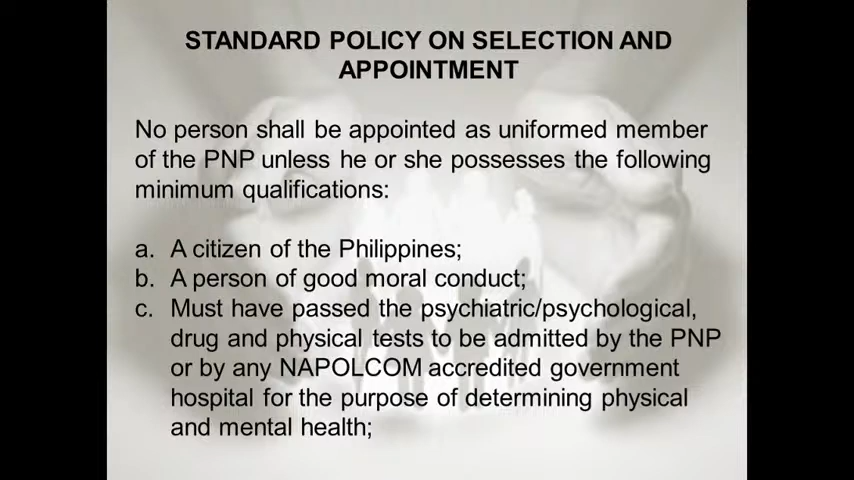 STANDARD POLICY ON SELECTION AND
APPOINTMENT
No person shall be appointed as uniformed member
of the PNP unless he or she possesses the following
minimum qualifications:
a. A citizen of the Philippines;
b. A person of good moral conduct;
c. Must have passed the psychiatric/psychological,
drug and physical tests to be admitted by the PNP
or by any NAPOLCOM accredited government
hospital for the purpose of determining physical
and mental health;